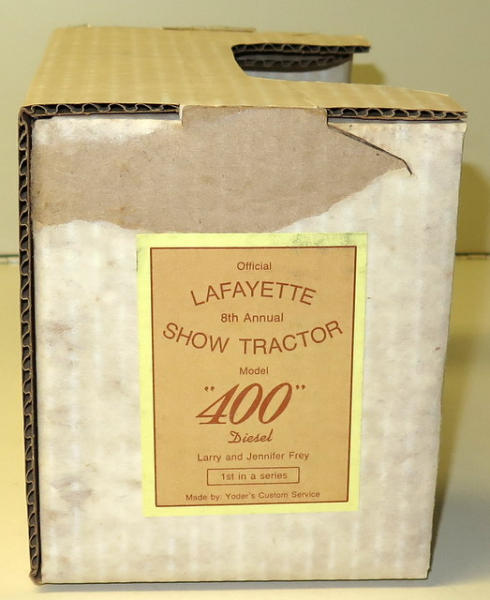 Official
LAFAYETTE
8th Annual
SHOW TRACTOR
Model
"400"
Diesel
Larry and Jennifer Frey
1st in a series
Made by: Yoder's Custom Service